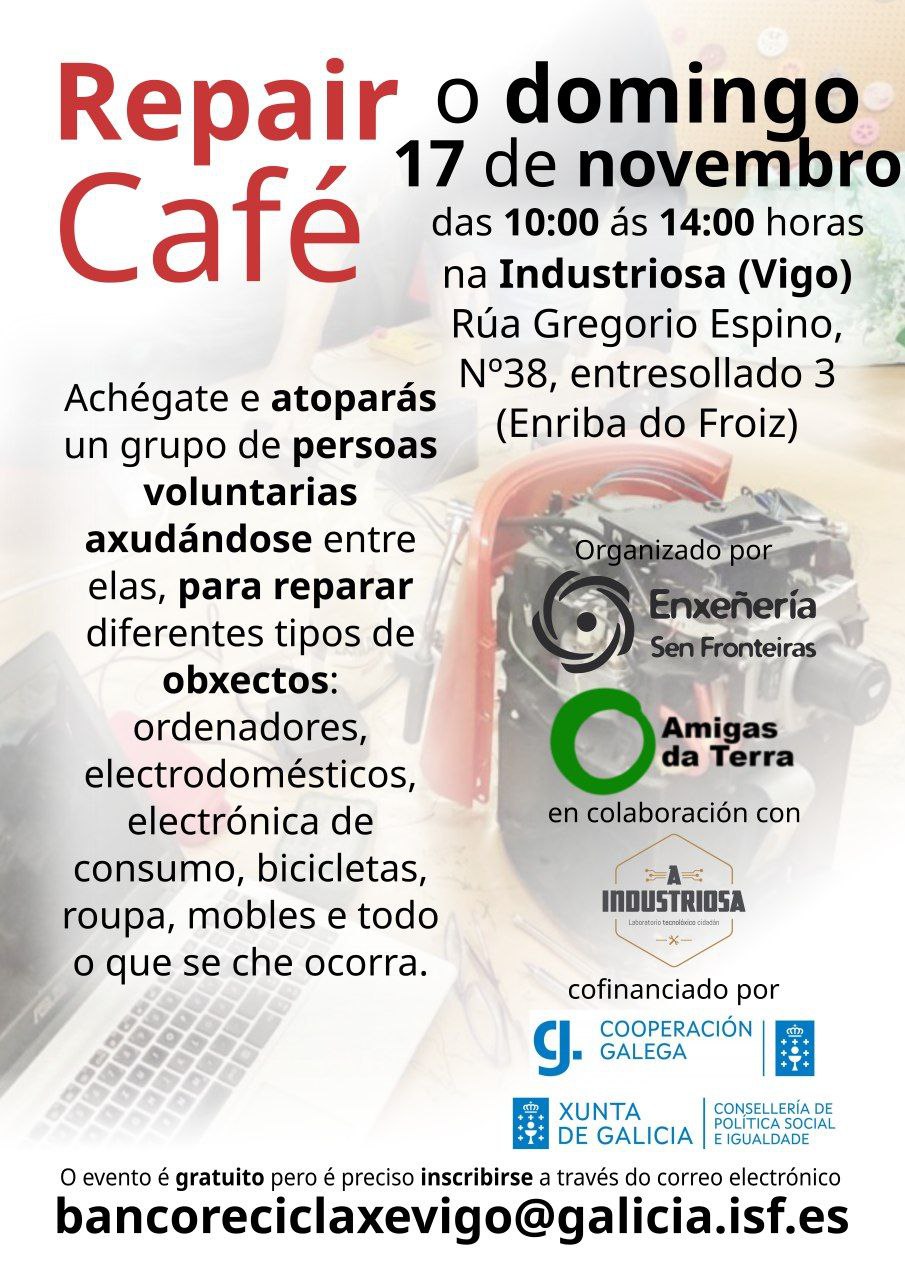 Repair
Café
o domingo
17 de novembro
das 10:00 ás 14:00 horas
na Industriosa (Vigo)
Rúa Gregorio Espino,
Nº38, entresollado 3
(Enriba do Froiz)
Achégate e atoparás
un grupo de persoas
voluntarias
axudándose entre
elas, para reparar
diferentes tipos de
obxectos:
ordenadores,
electrodomésticos,
electrónica de
consumo, bicicletas,
roupa, mobles e todo
o que se che ocorra.
Organizado por
Enxeñería
Sen Fronteiras
Amigas
da Terra
en colaboración con
A
INDUSTRIOSA
Laboratorio tecnolóxico cidadán
cofinanciado por
g.
COOPERACIÓN
GALEGA
XUNTA
DE GALICIA
CONSELLERÍA DE
POLÍTICA SOCIAL
E IGUALDADE
O evento é gratuito pero é preciso inscribirse a través do correo electrónico
bancoreciclaxevigo@galicia.isf.es